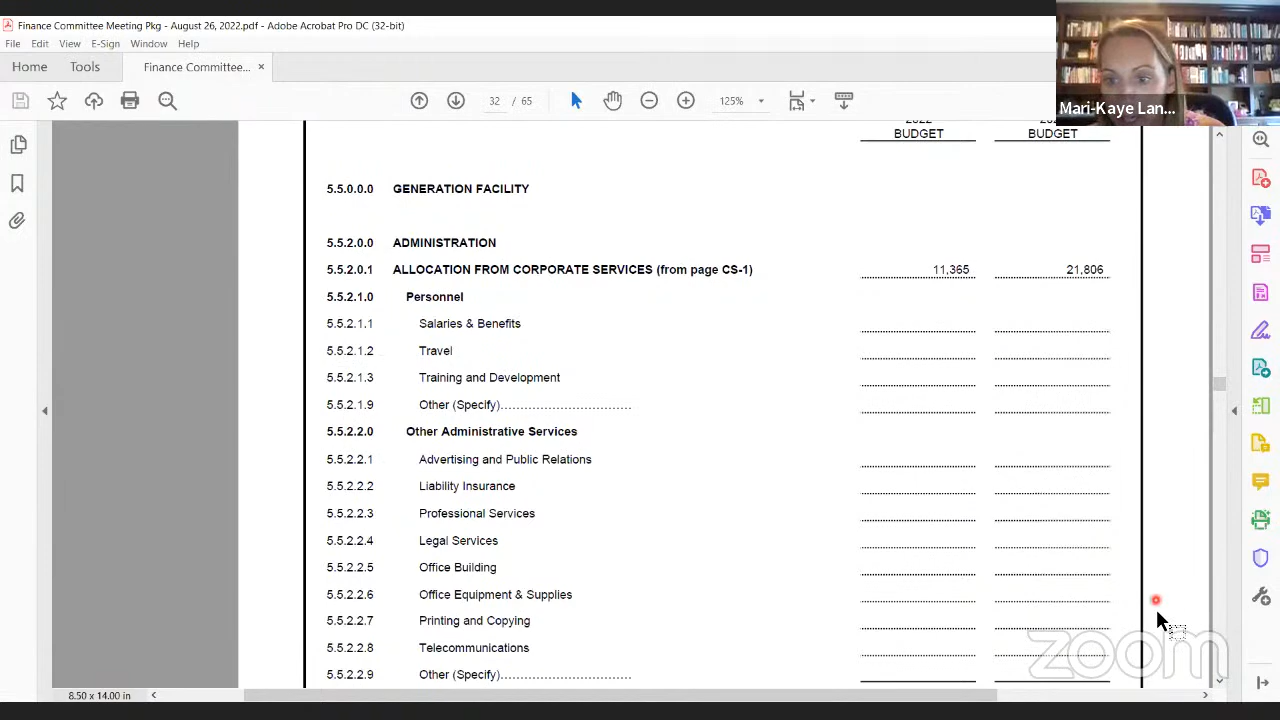 Finance Committee Meeting Pkg - August 26, 2022.pdf - Adobe Acrobat Pro DC (32-bit)
File Edit View E-Sign Window Help
Home Tools Finance Committee... ×
32 / 65 125%
Mari-Kaye Lan...
2022
BUDGET BUDGET
5.5.0.0.0 GENERATION FACILITY
5.5.2.0.0 ADMINISTRATION
5.5.2.0.1 ALLOCATION FROM CORPORATE SERVICES (from page CS-1) 11,365 21,806
5.5.2.1.0 Personnel
5.5.2.1.1 Salaries & Benefits
5.5.2.1.2 Travel
5.5.2.1.3 Training and Development
5.5.2.1.9 Other (Specify)..............................
5.5.2.2.0 Other Administrative Services
5.5.2.2.1 Advertising and Public Relations
5.5.2.2.2 Liability Insurance
5.5.2.2.3 Professional Services
5.5.2.2.4 Legal Services
5.5.2.2.5 Office Building
5.5.2.2.6 Office Equipment & Supplies
5.5.2.2.7 Printing and Copying
5.5.2.2.8 Telecommunications
5.5.2.2.9 Other (Specify)..............................
zoom
8.50 x 14.00 in